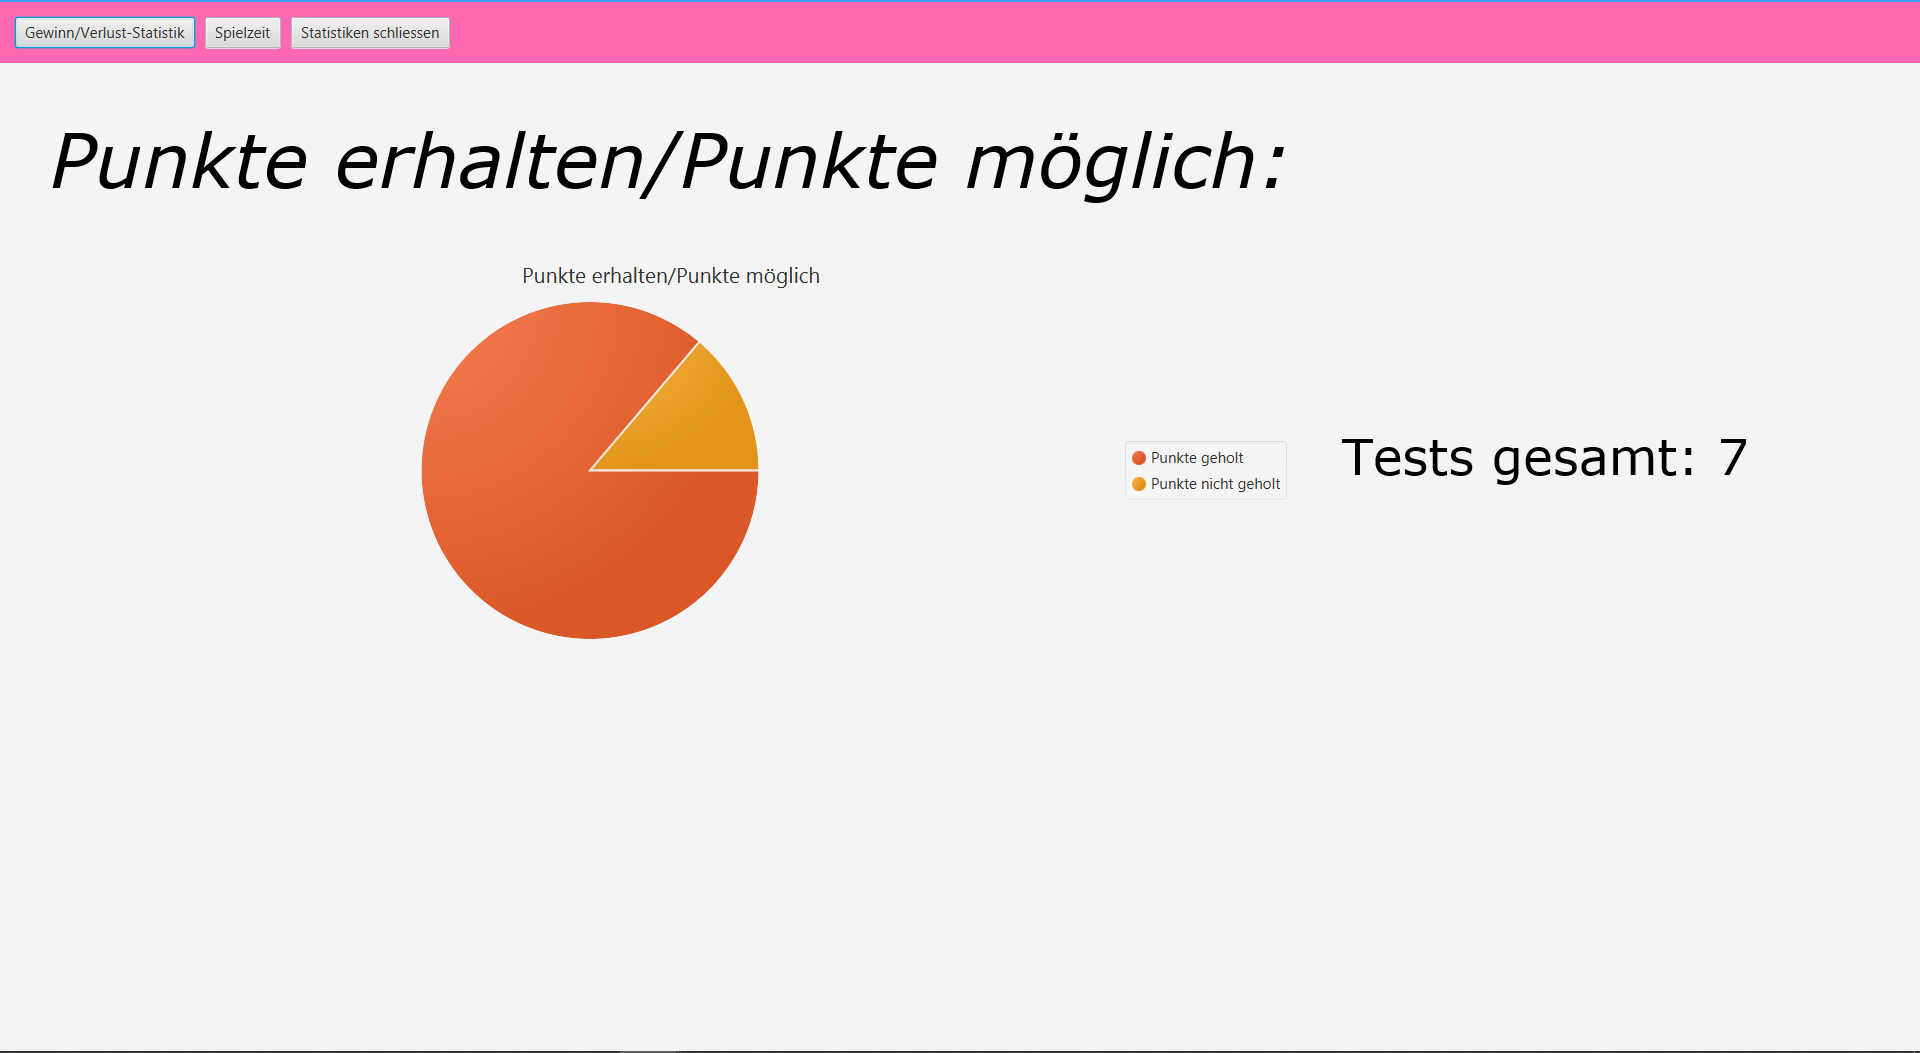 Gewinn/Verlust-Statistik Spielzeit Statistiken schliessen
Punkte erhalten/Punkte möglich:
Punkte erhalten/Punkte möglich
Punkte geholt
Punkte nicht geholt
Tests gesamt: 7